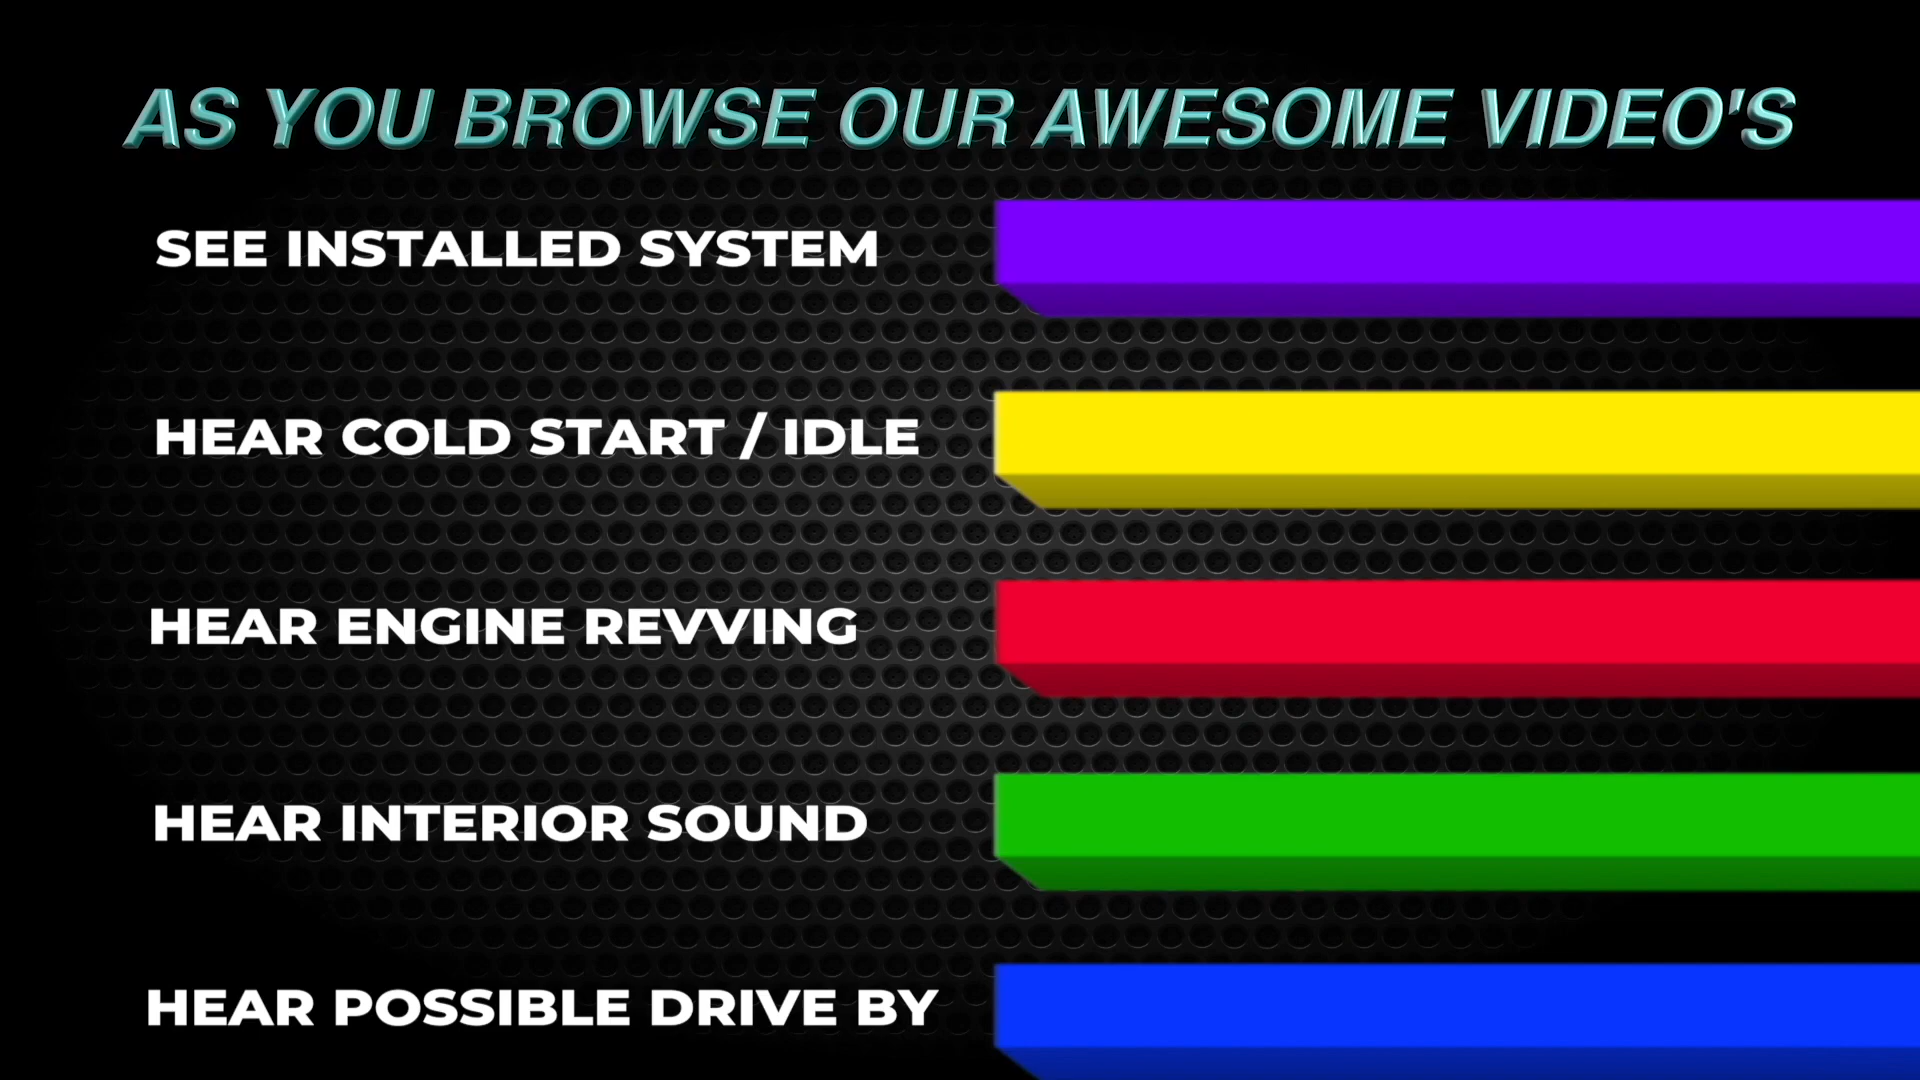 AS YOU BROWSE OUR AWESOME VIDEO'S
SEE INSTALLED SYSTEM
HEAR COLD START / IDLE
HEAR ENGINE REVVING
HEAR INTERIOR SOUND
HEAR POSSIBLE DRIVE BY